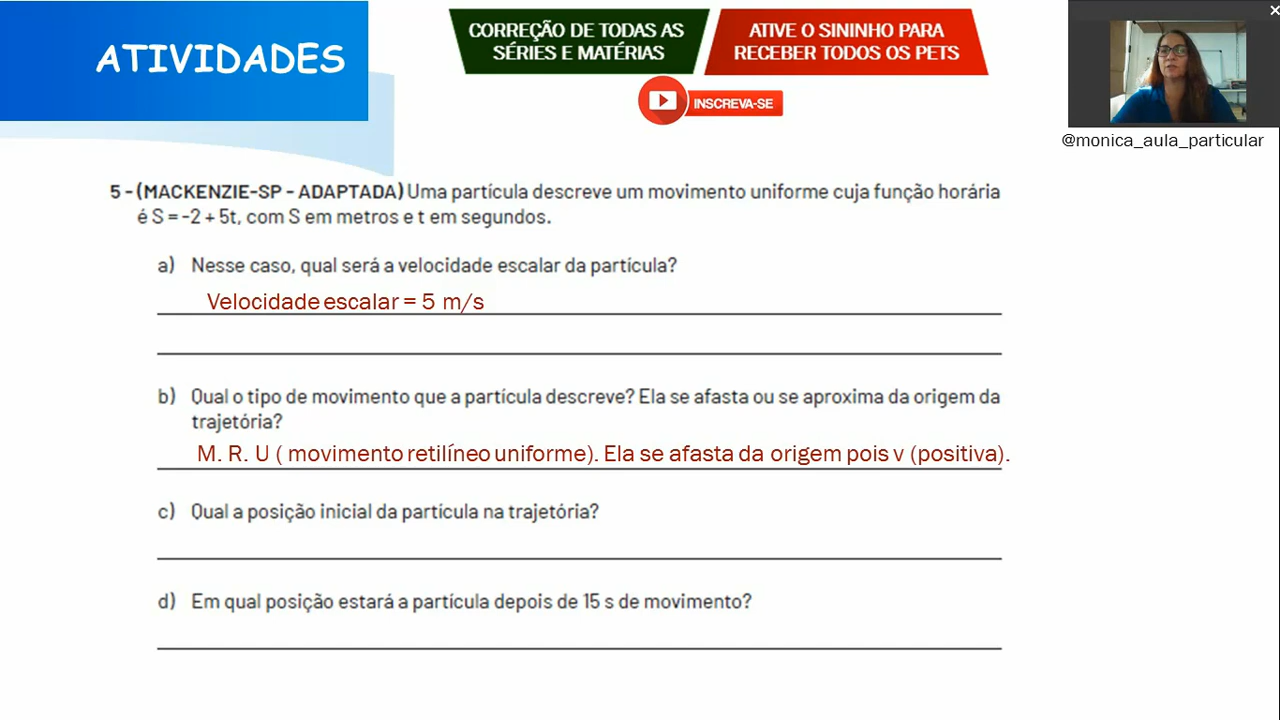 ATIVIDADES
CORREÇÃO DE TODAS AS
SÉRIES E MATÉRIAS
ATIVE O SININHO PARA
RECEBER TODOS OS PETS
INSCREVA-SE
@monica_aula_particular
5 - (MACKENZIE-SP - ADAPTADA) Uma partícula descreve um movimento uniforme cuja função horária
é S = -2 + 5t, com S em metros e t em segundos.
a) Nesse caso, qual será a velocidade escalar da partícula?
Velocidade escalar = 5 m/s
b) Qual o tipo de movimento que a partícula descreve? Ela se afasta ou se aproxima da origem da
trajetória?
M. R. U ( movimento retilíneo uniforme). Ela se afasta da origem pois v (positiva).
c) Qual a posição inicial da partícula na trajetória?
d) Em qual posição estará a partícula depois de 15 s de movimento?